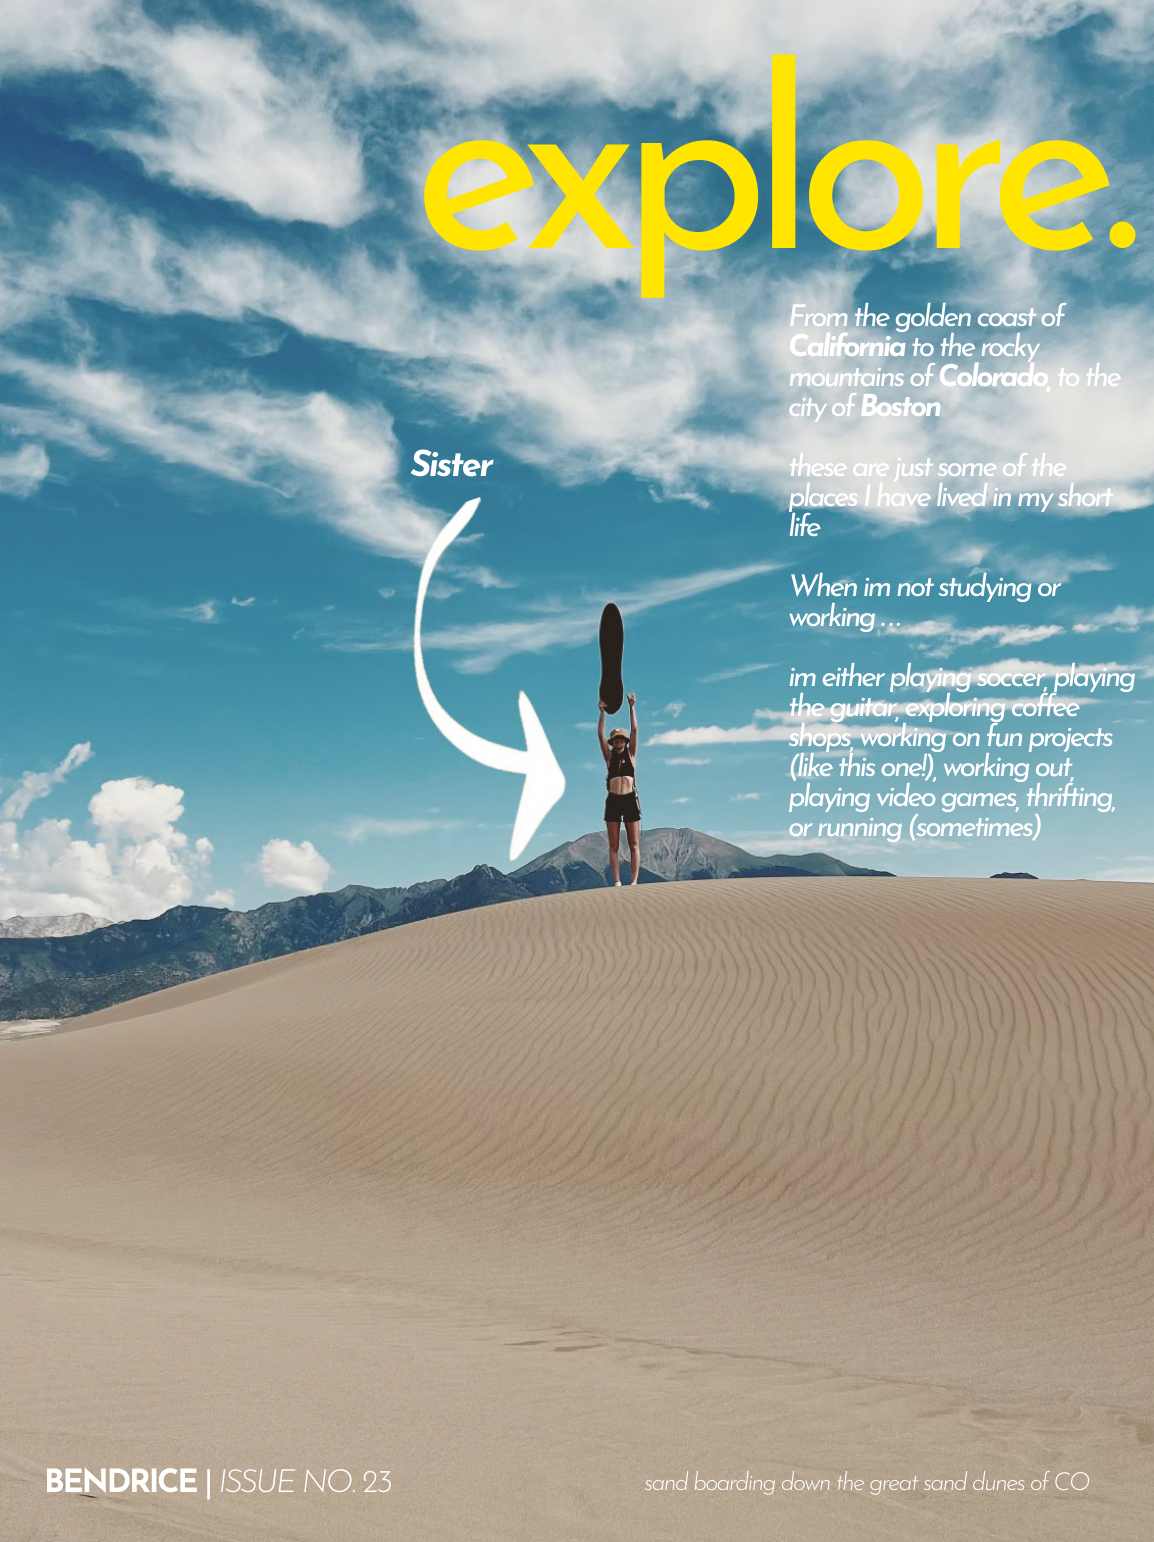 explore.
From the golden coast of
California to the rocky
mountains of Colorado, to the
city of Boston
these are just some of the
places I have lived in my short
life
When im not studying or
working ...
im either playing soccer, playing
the guitar, exploring coffee
shops, working on fun projects
(like this one!), working out,
playing video games, thrifting,
or running (sometimes)
Sister
BENDRICE | ISSUE NO. 23
sand boarding down the great sand dunes of CO